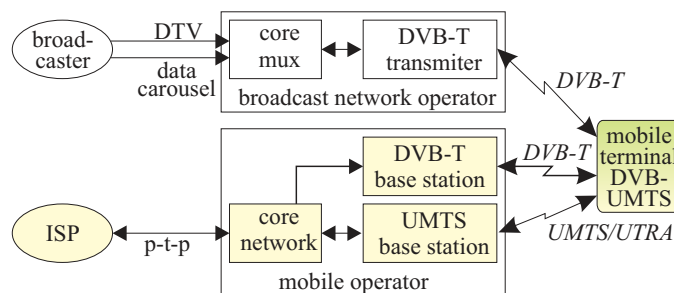 broad-
caster
DTV
data
carousel
core
mux
DVB-T
transmiter
broadcast network operator
DVB-T
mobile
terminal
DVB-
UMTS
DVB-T
base station
DVB-T
ISP
p-t-p
core
network
UMTS
base station
UMTS/UTRA
mobile operator